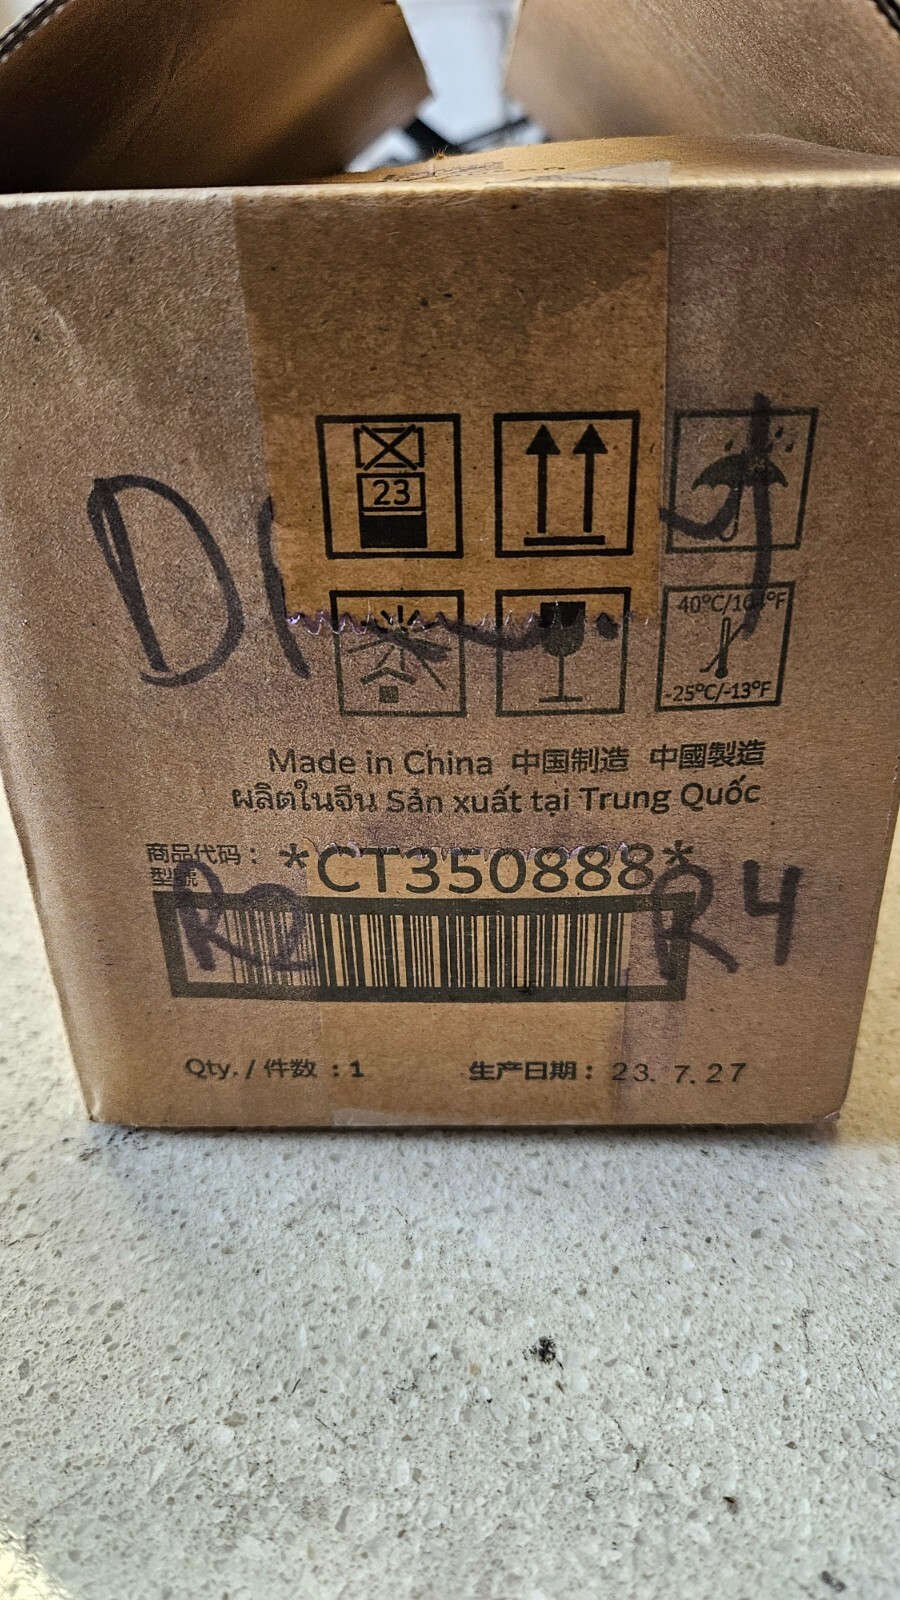 23
40°C/104°F
-25°C/-13°F
Made in China 中国制造 中國製造
ผลิตในจีน Sản xuất tại Trung Quốc
商品代码：
型號
*CT350888*
R2 R4
Qty. / 件数 : 1 生产日期： 23. 7. 27